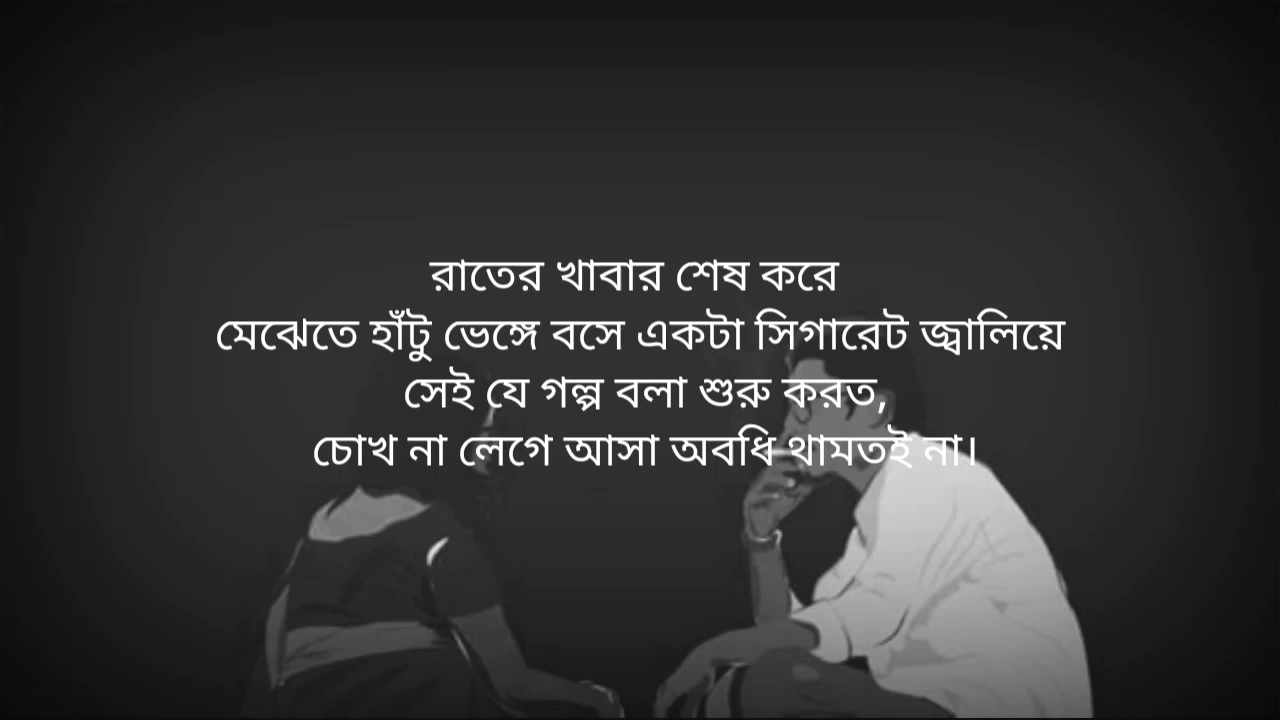 রাতের খাবার শেষ করে
মেঝেতে হাঁটু ভেঙ্গে বসে একটা সিগারেট জ্বালিয়ে
সেই যে গল্প বলা শুরু করত,
চোখ না লেগে আসা অবধি থামতই না।